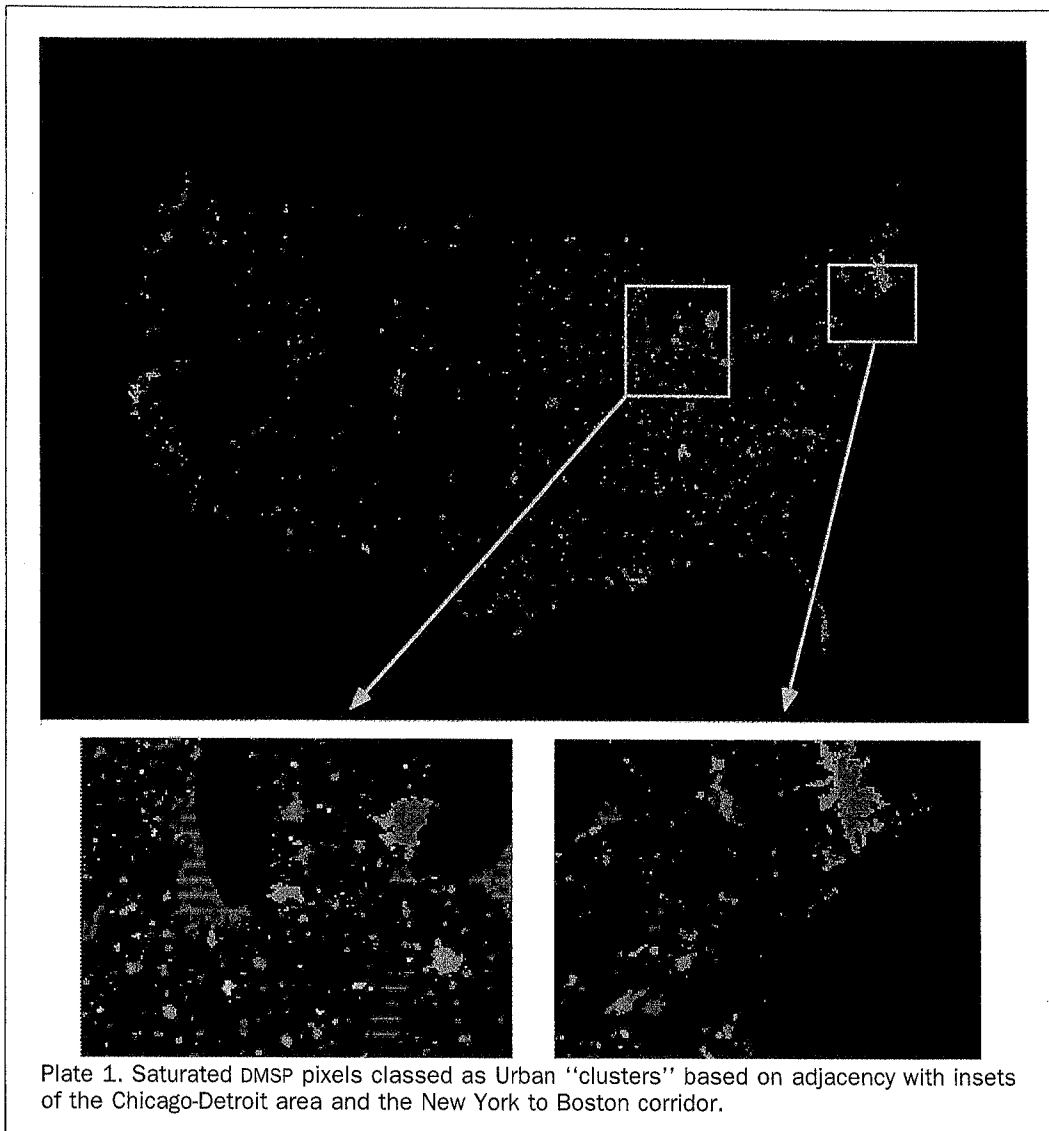 Plate 1. Saturated DMSP pixels classed as Urban "clusters" based on adjacency with insets
of the Chicago-Detroit area and the New York to Boston corridor.